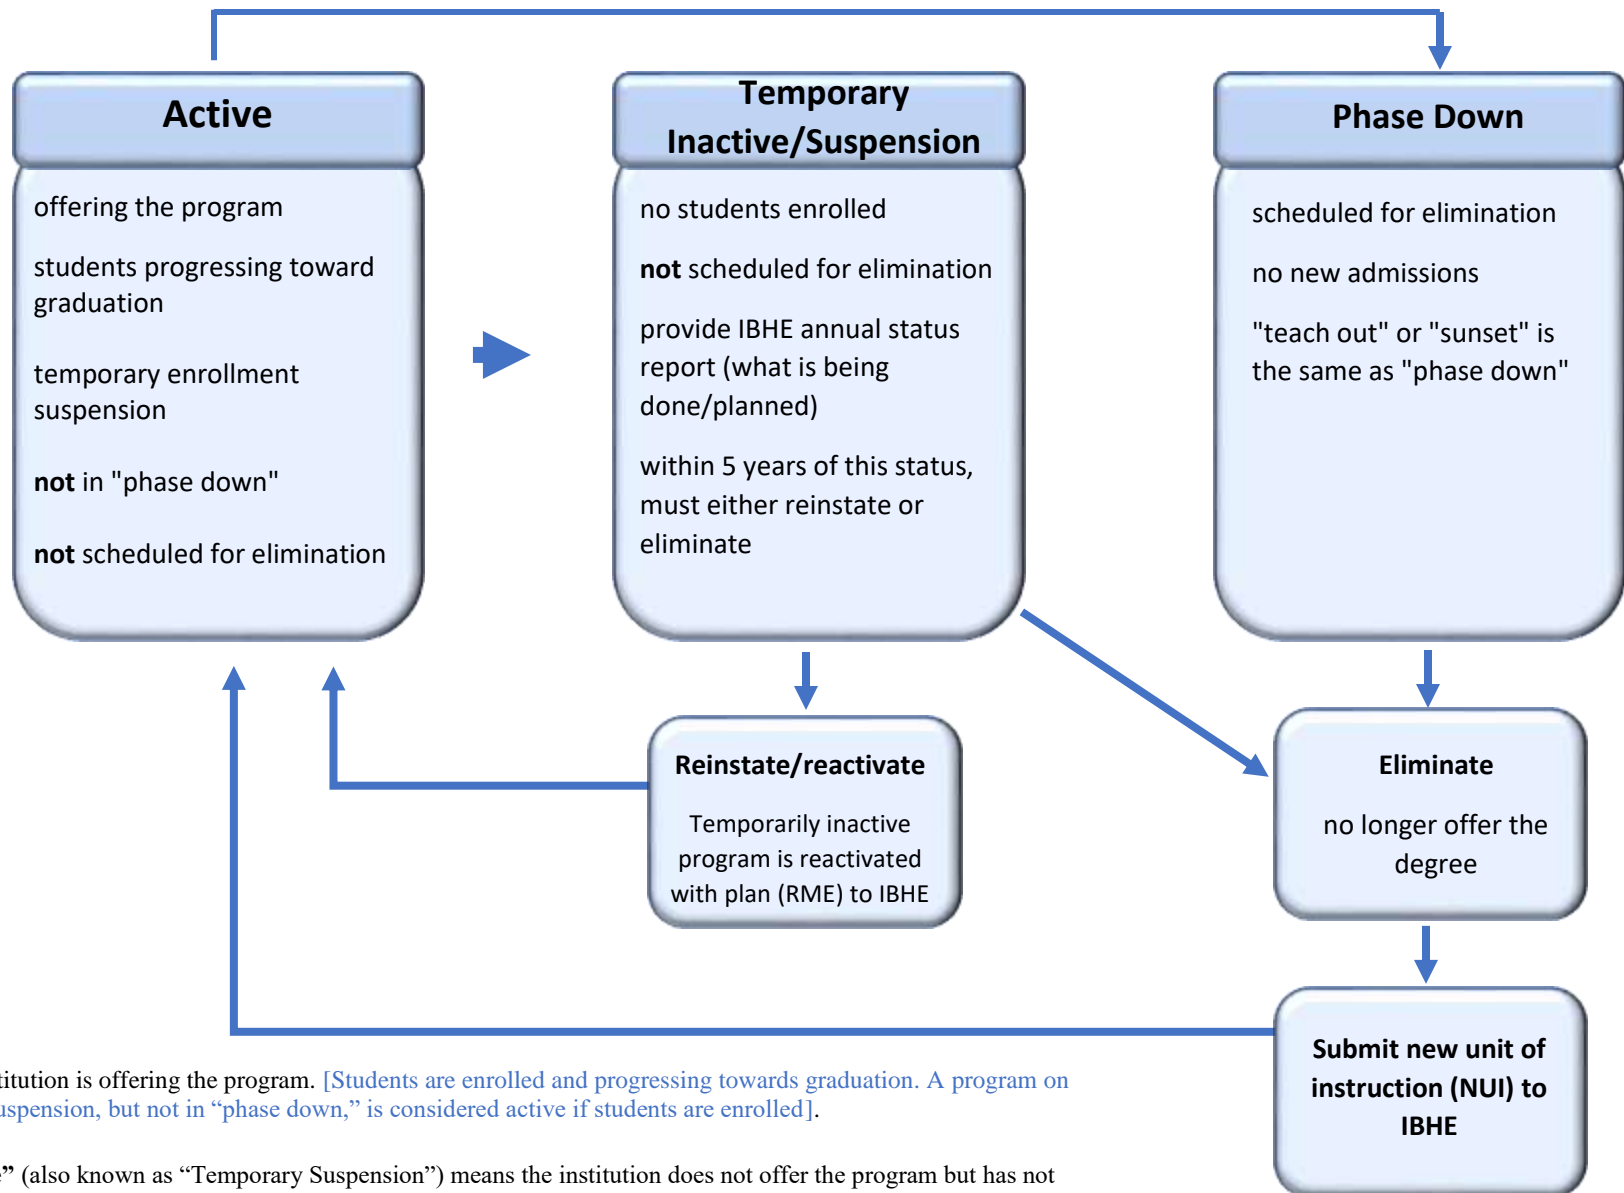 Active
offering the program
students progressing toward
graduation
temporary enrollment
suspension
not in "phase down"
not scheduled for elimination
Temporary
Inactive/Suspension
no students enrolled
not scheduled for elimination
provide IBHE annual status
report (what is being
done/planned)
within 5 years of this status,
must either reinstate or
eliminate
Phase Down
scheduled for elimination
no new admissions
"teach out" or "sunset" is
the same as "phase down"
Reinstate/reactivate
Temporarily inactive
program is reactivated
with plan (RME) to IBHE
Eliminate
no longer offer the
degree
Submit new unit of
instruction (NUI) to
IBHE
titution is offering the program. [Students are enrolled and progressing towards graduation. A program on
uspension, but not in “phase down,” is considered active if students are enrolled].
” (also known as “Temporary Suspension”) means the institution does not offer the program but has not